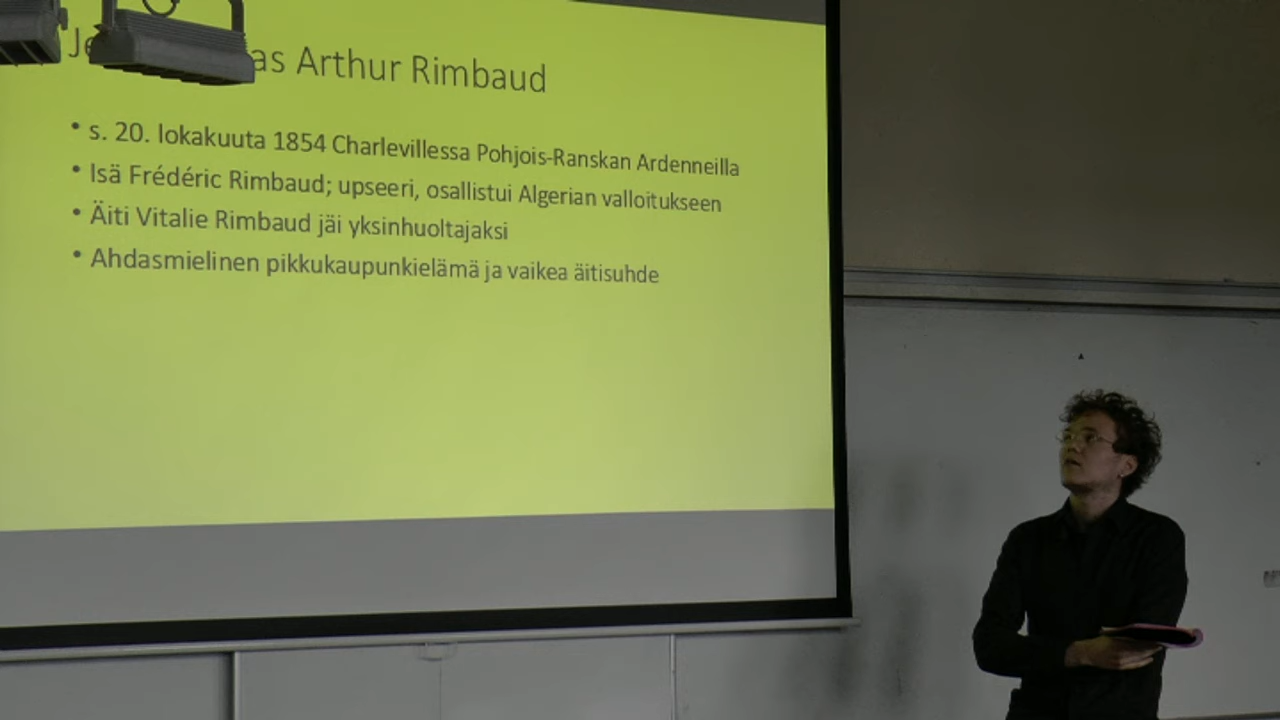 as Arthur Rimbaud
• s. 20. lokakuuta 1854 Charlevillessa Pohjois-Ranskan Ardenneilla
• Isä Frédéric Rimbaud; upseeri, osallistui Algerian valloitukseen
• Äiti Vitalie Rimbaud jäi yksinhuoltajaksi
• Ahdasmielinen pikkukaupunkielämä ja vaikea äitisuhde